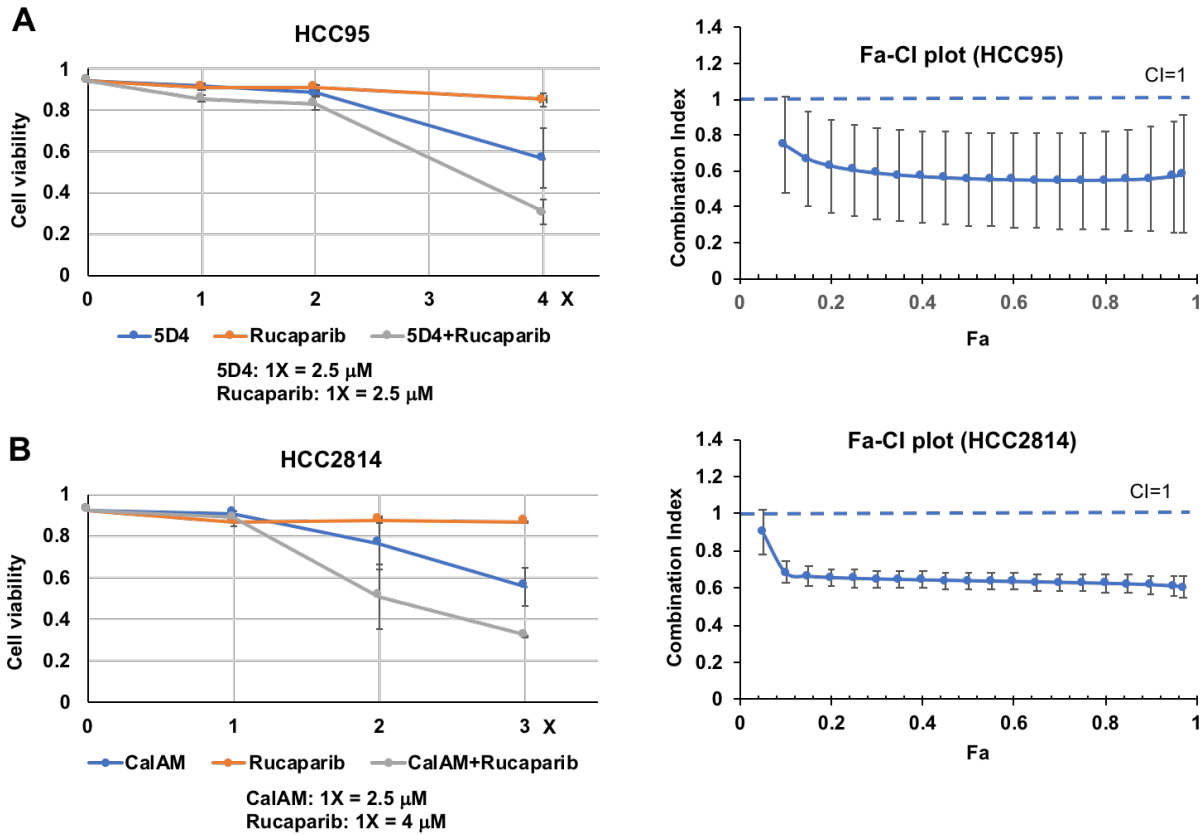 A
HCC95
Cell viability
1
0.8
0.6
0.4
0.2
0
0 1 2 3 4 X
5D4 Rucaparib 5D4+Rucaparib
5D4: 1X = 2.5 μM
Rucaparib: 1X = 2.5 μM
Fa-CI plot (HCC95)
CI=1
Combination Index
1.4
1.2
1
0.8
0.6
0.4
0.2
0
0 0.2 0.4 0.6 0.8 1
Fa
B
HCC2814
Cell viability
1
0.8
0.6
0.4
0.2
0
0 1 2 3 X
CalAM Rucaparib CalAM+Rucaparib
CalAM: 1X = 2.5 μM
Rucaparib: 1X = 4 μM
Fa-CI plot (HCC2814)
CI=1
Combination Index
1.4
1.2
1
0.8
0.6
0.4
0.2
0
0 0.2 0.4 0.6 0.8 1
Fa